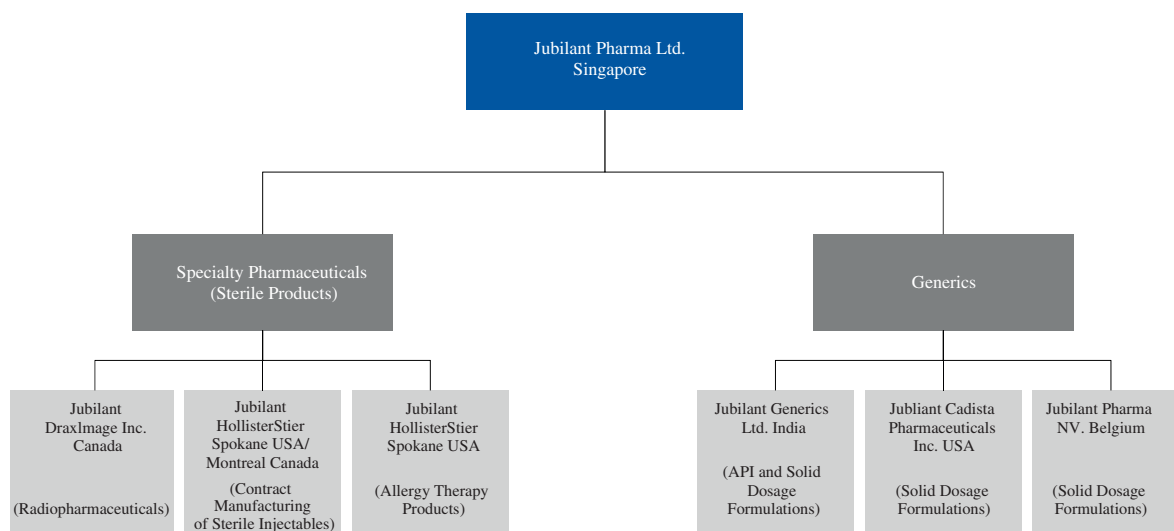 Jubilant Pharma Ltd.
Singapore
Specialty Pharmaceuticals
(Sterile Products)
Generics
Jubilant
DraxImage Inc.
Canada
(Radiopharmaceuticals)
Jubilant
HollisterStier
Spokane USA/
Montreal Canada
(Contract
Manufacturing
of Sterile Injectables)
Jubilant
HollisterStier
Spokane USA
(Allergy Therapy
Products)
Jubilant Generics
Ltd. India
(API and Solid
Dosage
Formulations)
Jubliant Cadista
Pharmaceuticals
Inc. USA
(Solid Dosage
Formulations)
Jubilant Pharma
NV. Belgium
(Solid Dosage
Formulations)